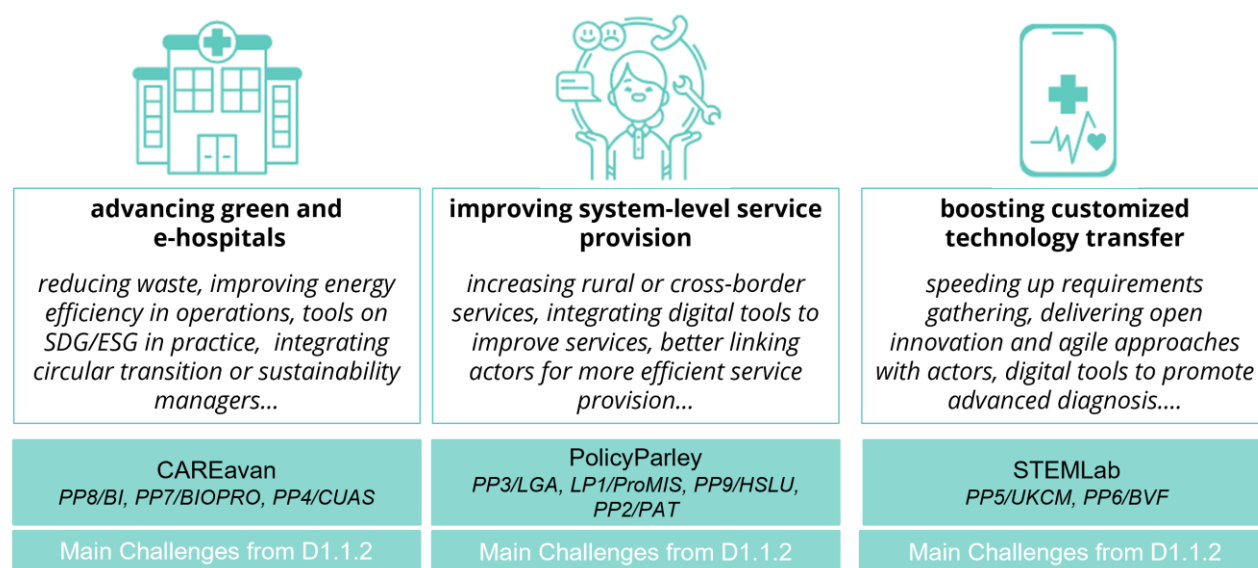 advancing green and
e-hospitals
reducing waste, improving energy
efficiency in operations, tools on
SDG/ESG in practice,  integrating
circular transition or sustainability
managers...
CAREavan
PP8/BI, PP7/BIOPRO, PP4/CUAS
Main Challenges from D1.1.2
improving system-level service
provision
increasing rural or cross-border
services, integrating digital tools to
improve services, better linking
actors for more efficient service
provision...
PolicyParley
PP3/LGA, LP1/ProMIS, PP9/HSLU,
PP2/PAT
Main Challenges from D1.1.2
boosting customized
technology transfer
speeding up requirements
gathering, delivering open
innovation and agile approaches
with actors, digital tools to promote
advanced diagnosis....
STEMLab
PP5/UKCM, PP6/BVF
Main Challenges from D1.1.2